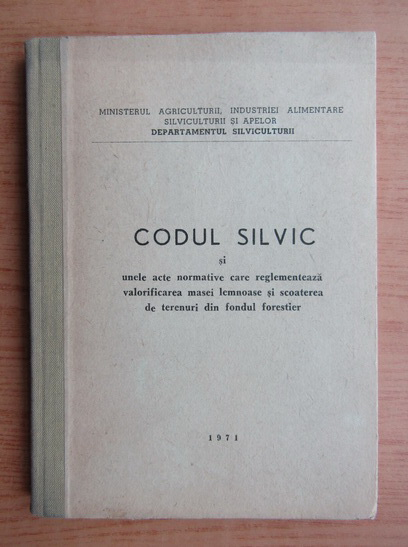 MINISTERUL AGRICULTURII, INDUSTRIEI ALIMENTARE
SILVICULTURII ȘI APELOR
DEPARTAMENTUL SILVICULTURII
CODUL SILVIC
și
unele acte normative care reglementează
valorificarea masei lemnoase și scoaterea
de terenuri din fondul forestier
1971